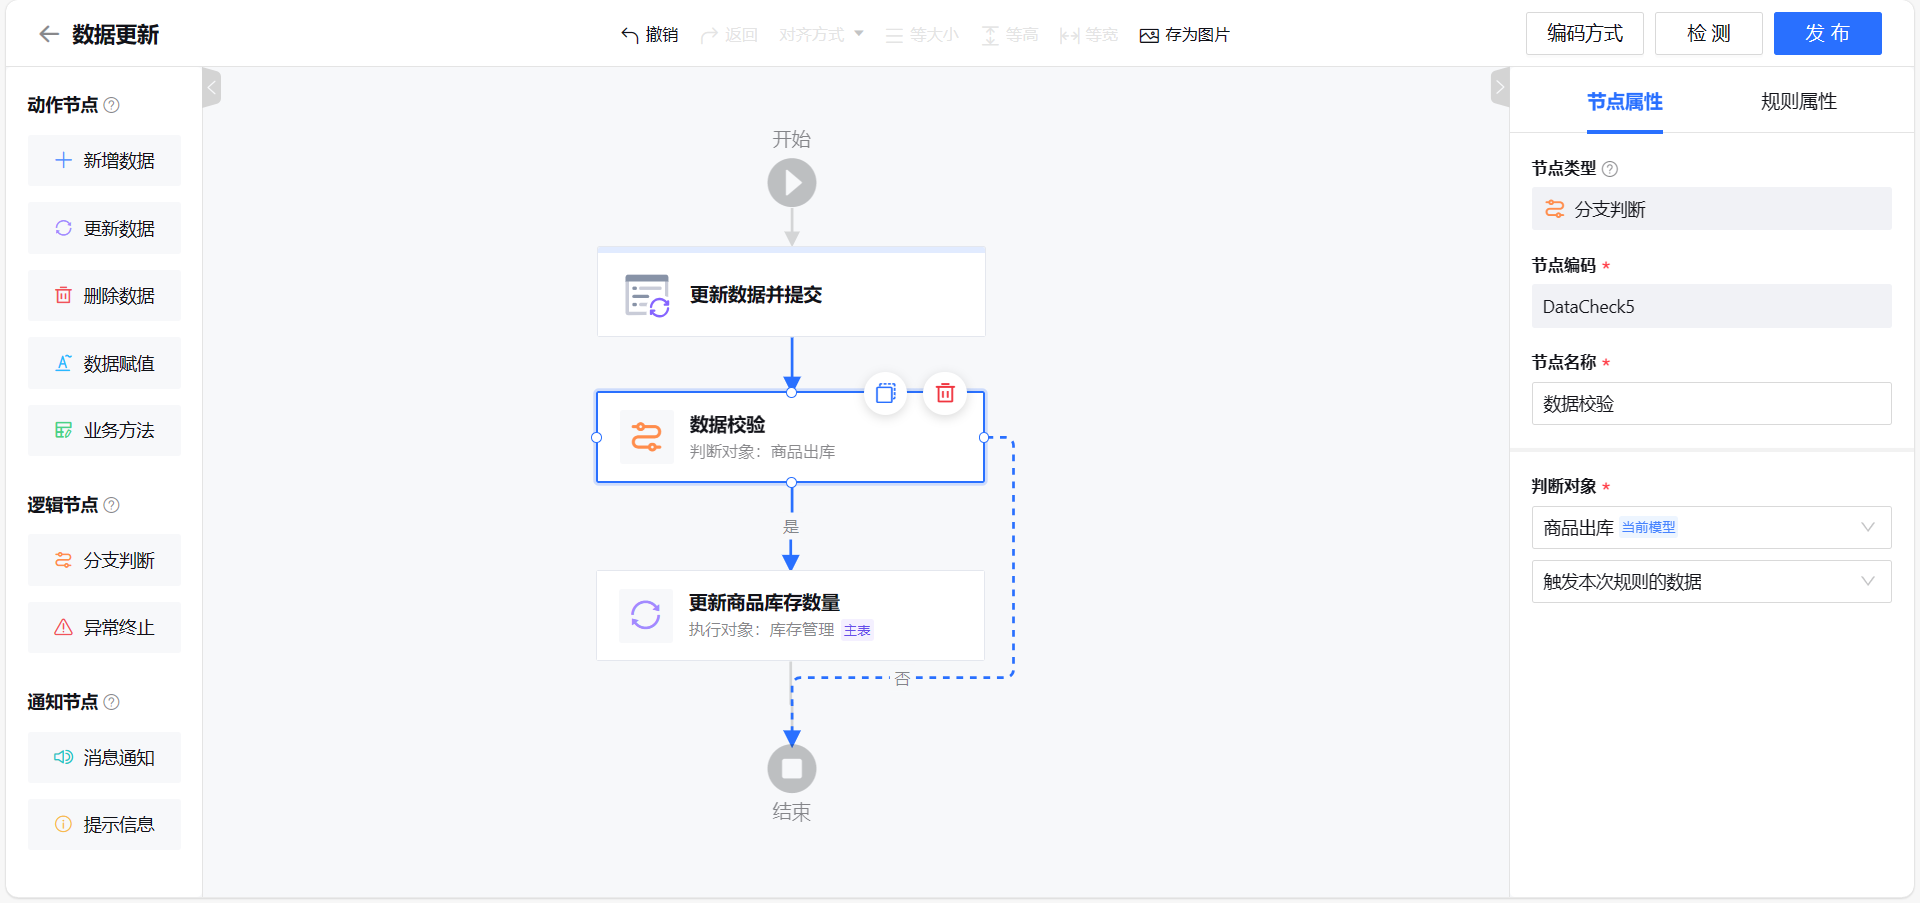 数据更新
撤销 返回 对齐方式 等大小 等高 等宽 存为图片
编码方式 检 测 发 布
动作节点
新增数据
更新数据
删除数据
数据赋值
业务方法
逻辑节点
分支判断
异常终止
通知节点
消息通知
提示信息
开始
更新数据并提交
数据校验
判断对象：商品出库
是
更新商品库存数量
执行对象：库存管理 主表
否
结束
节点属性 规则属性
节点类型
分支判断
节点编码 *
DataCheck5
节点名称 *
数据校验
判断对象 *
商品出库 当前模型
触发本次规则的数据